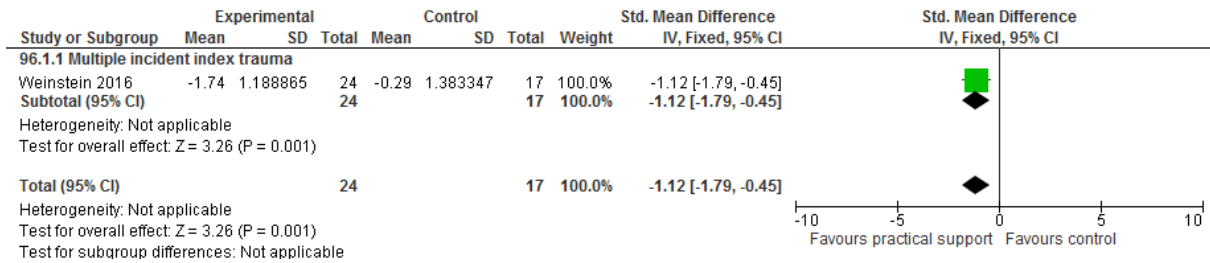 Experimental Control Std. Mean Difference Std. Mean Difference
Study or Subgroup Mean SD Total Mean SD Total Weight IV, Fixed, 95% CI IV, Fixed, 95% CI
96.1.1 Multiple incident index trauma
Weinstein 2016 -1.74 1.188865 24 -0.29 1.383347 17 100.0% -1.12 [-1.79, -0.45]
Subtotal (95% CI) 24 17 100.0% -1.12 [-1.79, -0.45]
Heterogeneity: Not applicable
Test for overall effect: Z = 3.26 (P = 0.001)
Total (95% CI) 24 17 100.0% -1.12 [-1.79, -0.45]
Heterogeneity: Not applicable
Test for overall effect: Z = 3.26 (P = 0.001)
Test for subgroup differences: Not applicable
-10 -5 0 5 10
Favours practical support Favours control